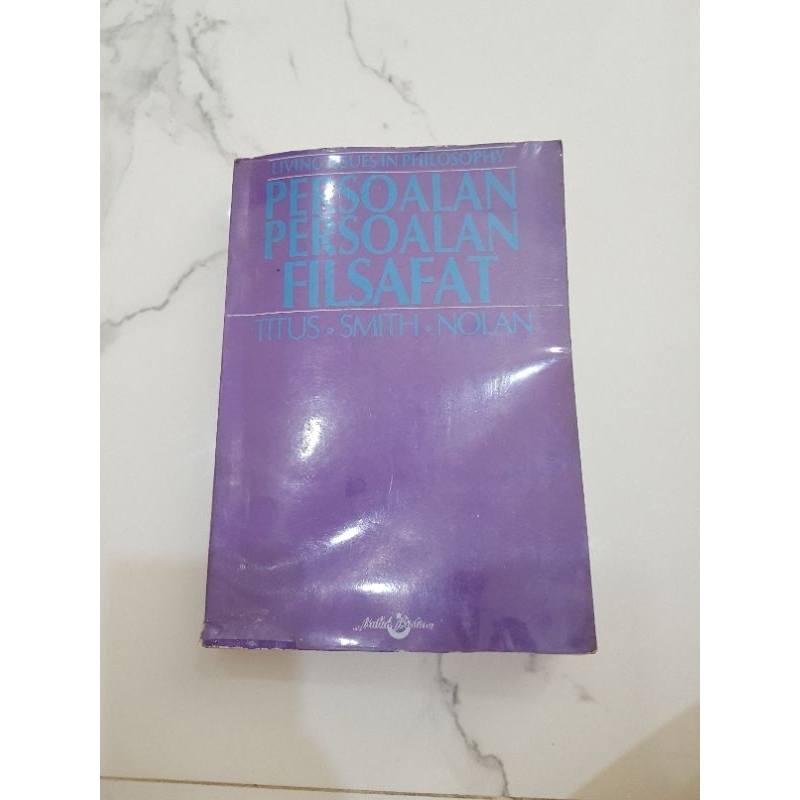 LIVING ISSUES IN PHILOSOPHY
PERSOALAN
PERSOALAN
FILSAFAT
TITUS • SMITH • NOLAN